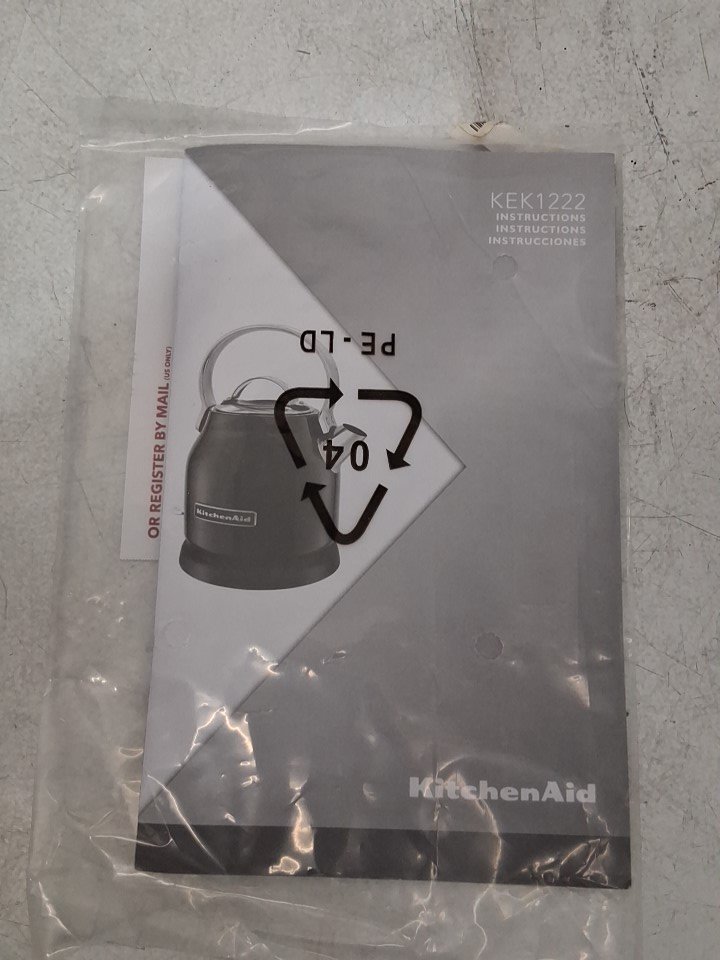 KEK1222
INSTRUCTIONS
INSTRUCTIONS
INSTRUCCIONES
PE-LD
04
OR REGISTER BY MAIL (US ONLY)
KitchenAid
KitchenAid